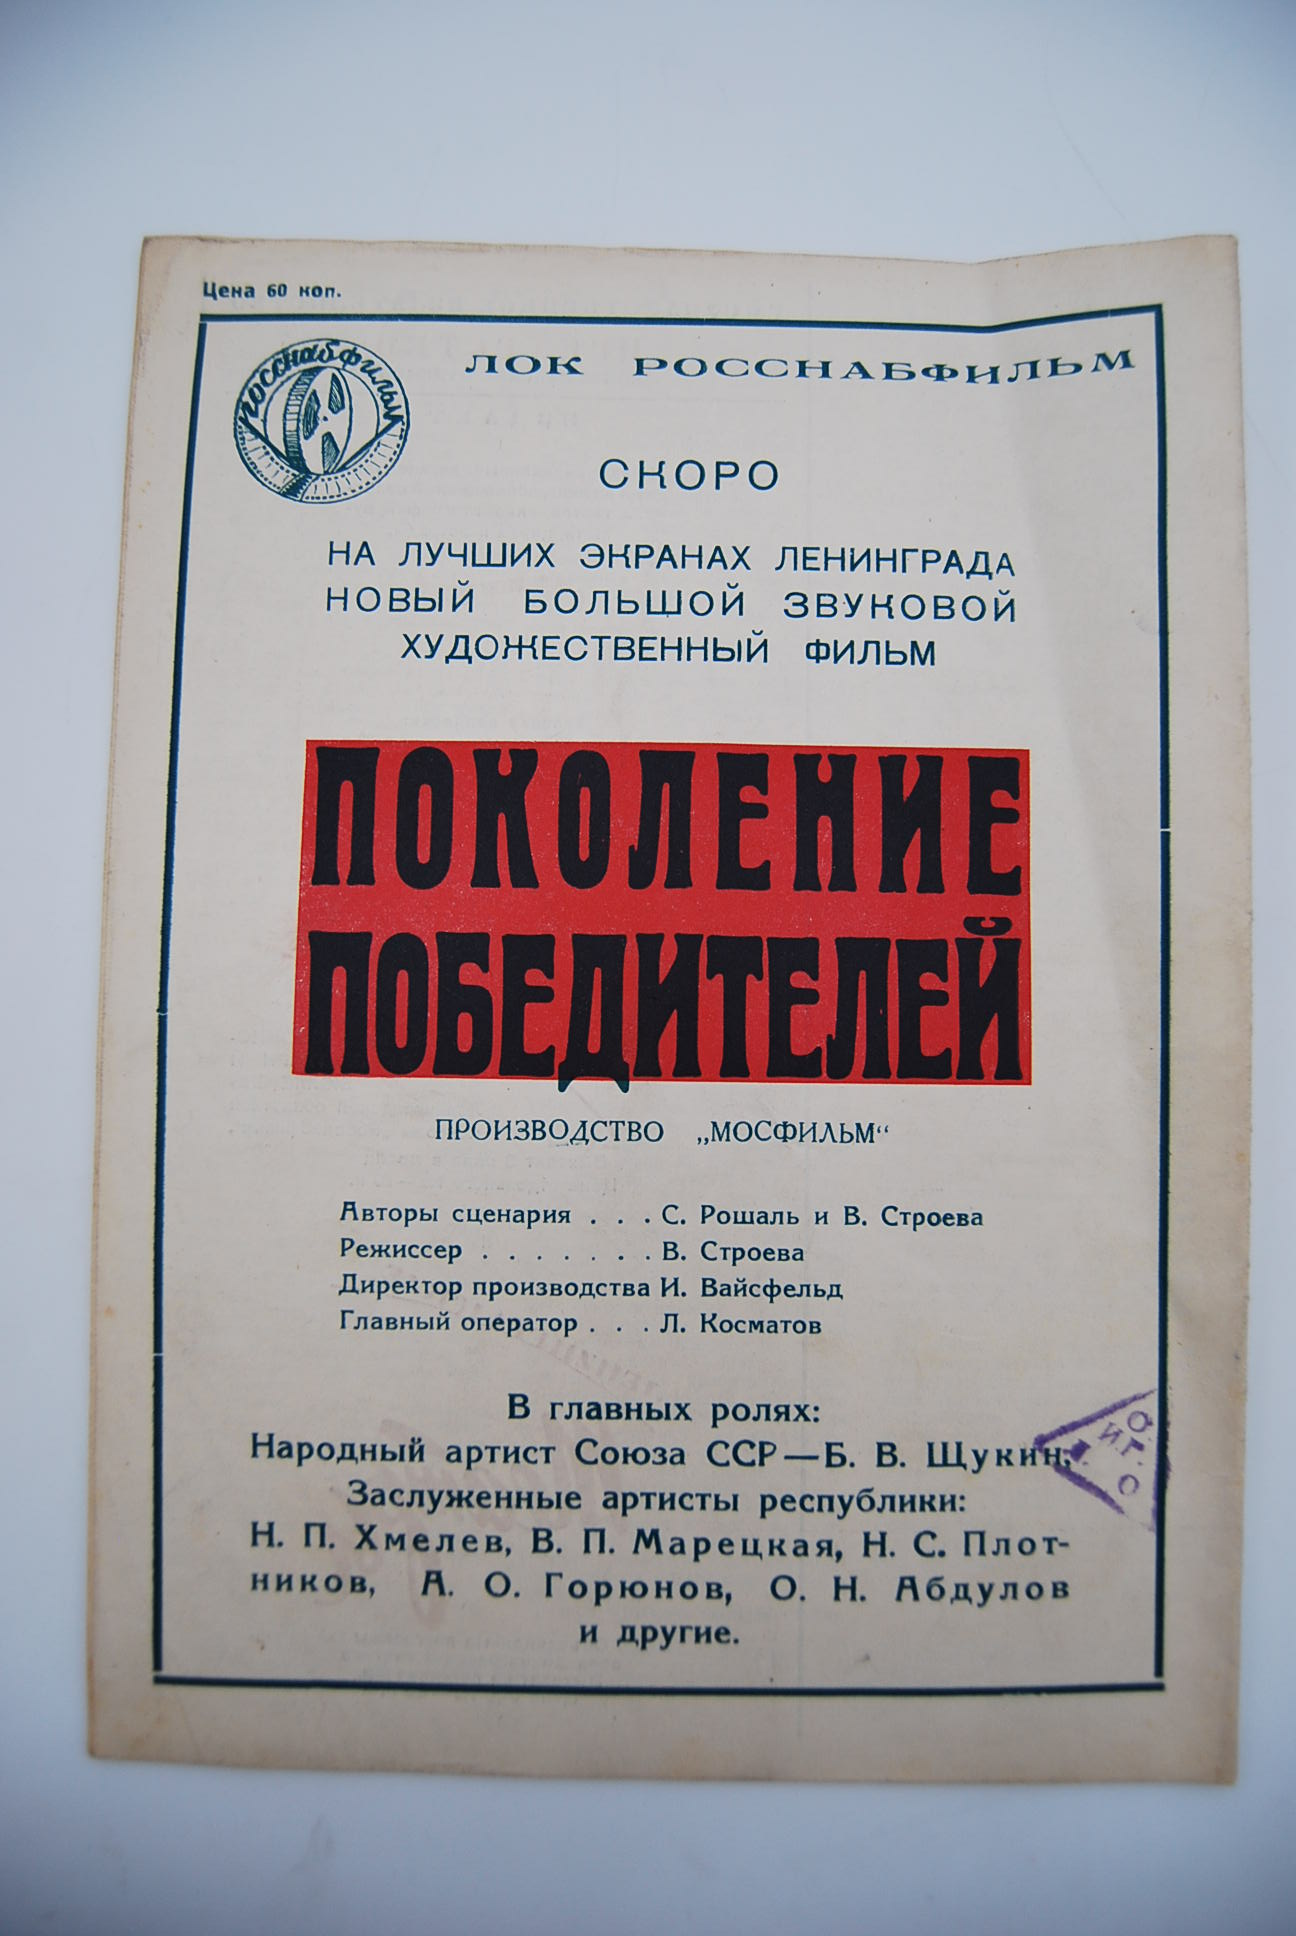 Цена 60 коп.
росснабфильм
ЛОК РОССНАБФИЛЬМ
СКОРО
НА ЛУЧШИХ ЭКРАНАХ ЛЕНИНГРАДА
НОВЫЙ БОЛЬШОЙ ЗВУКОВОЙ
ХУДОЖЕСТВЕННЫЙ ФИЛЬМ
ПОКОЛЕНИЕ
ПОБЕДИТЕЛЕЙ
ПРОИЗВОДСТВО „МОСФИЛЬМ“
Авторы сценария . . . С. Рошаль и В. Строева
Режиссер . . . . . . . В. Строева
Директор производства И. Вайсфельд
Главный оператор . . . Л. Косматов
В главных ролях:
Народный артист Союза ССР—Б. В. Щукин,
Заслуженные артисты республики:
Н. П. Хмелев, В. П. Марецкая, Н. С. Плот-
ников, А. О. Горюнов, О. Н. Абдулов
и другие.